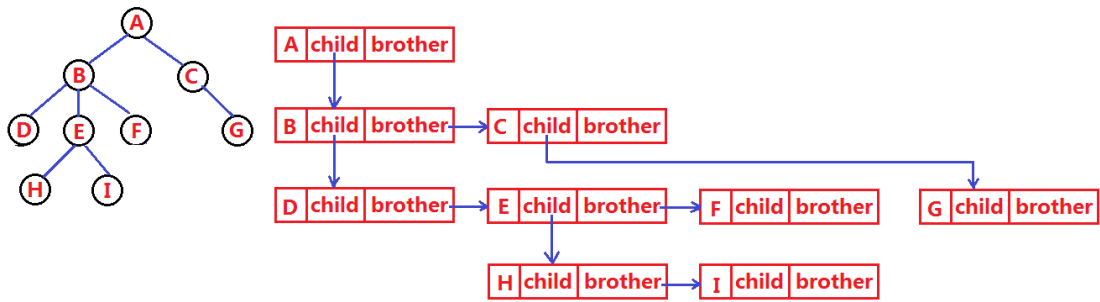 A
B C
D E F G
H I
A child brother
B child brother C child brother
D child brother E child brother F child brother G child brother
H child brother I child brother